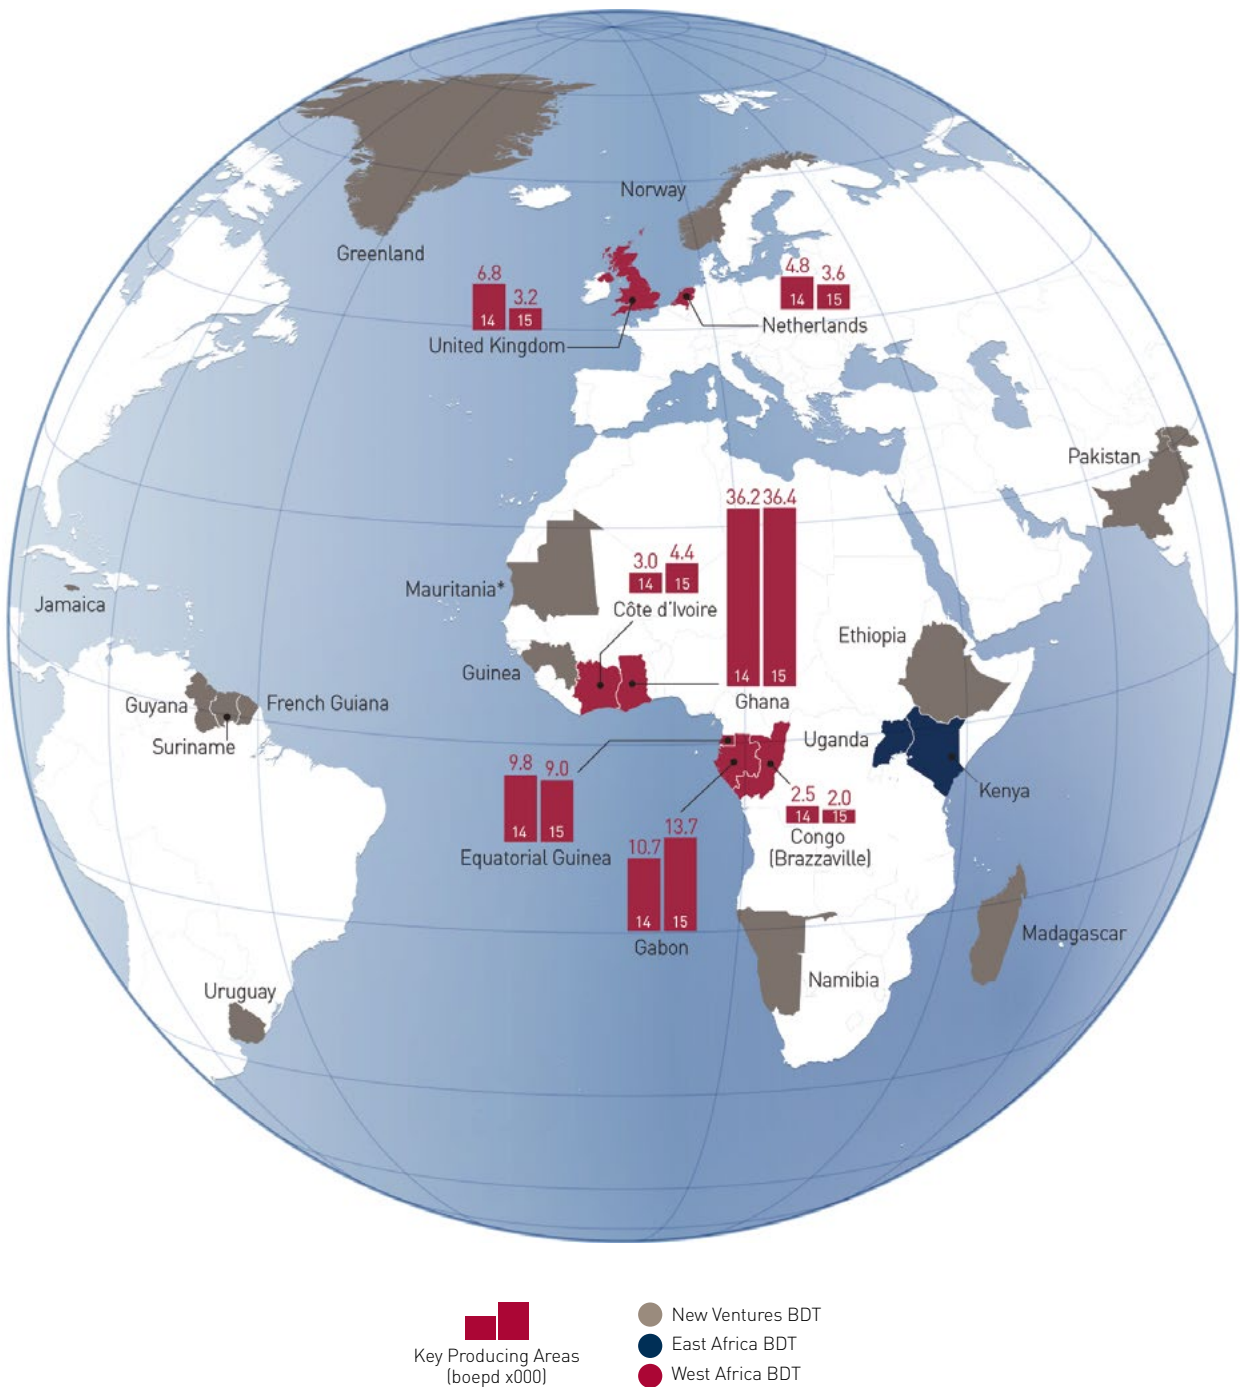 Norway
Greenland
6.8
3.2
14
15
United Kingdom
4.8
3.6
14
15
Netherlands
Pakistan
36.2
36.4
14
15
Ghana
3.0
4.4
14
15
Côte d'Ivoire
Mauritania*
Jamaica
Guinea
Ethiopia
Guyana
French Guiana
Suriname
Uganda
Kenya
9.8
9.0
14
15
Equatorial Guinea
2.5
2.0
14
15
Congo
(Brazzaville)
10.7
13.7
14
15
Gabon
Madagascar
Namibia
Uruguay
Key Producing Areas
(boepd x000)
New Ventures BDT
East Africa BDT
West Africa BDT